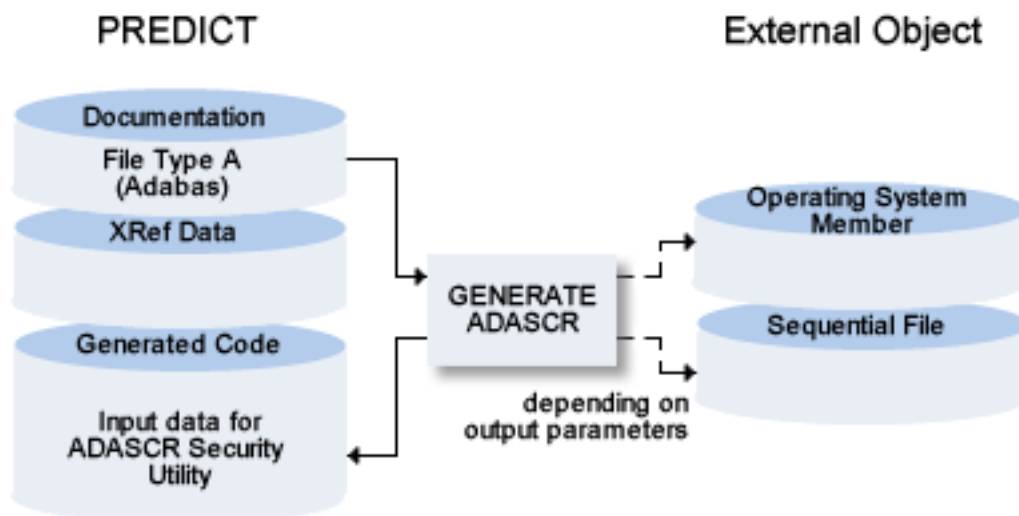 PREDICT
External Object
Documentation
File Type A
(Adabas)
XRef Data
Generated Code
Input data for
ADASCR Security
Utility
GENERATE
ADASCR
depending on
output parameters
Operating System
Member
Sequential File